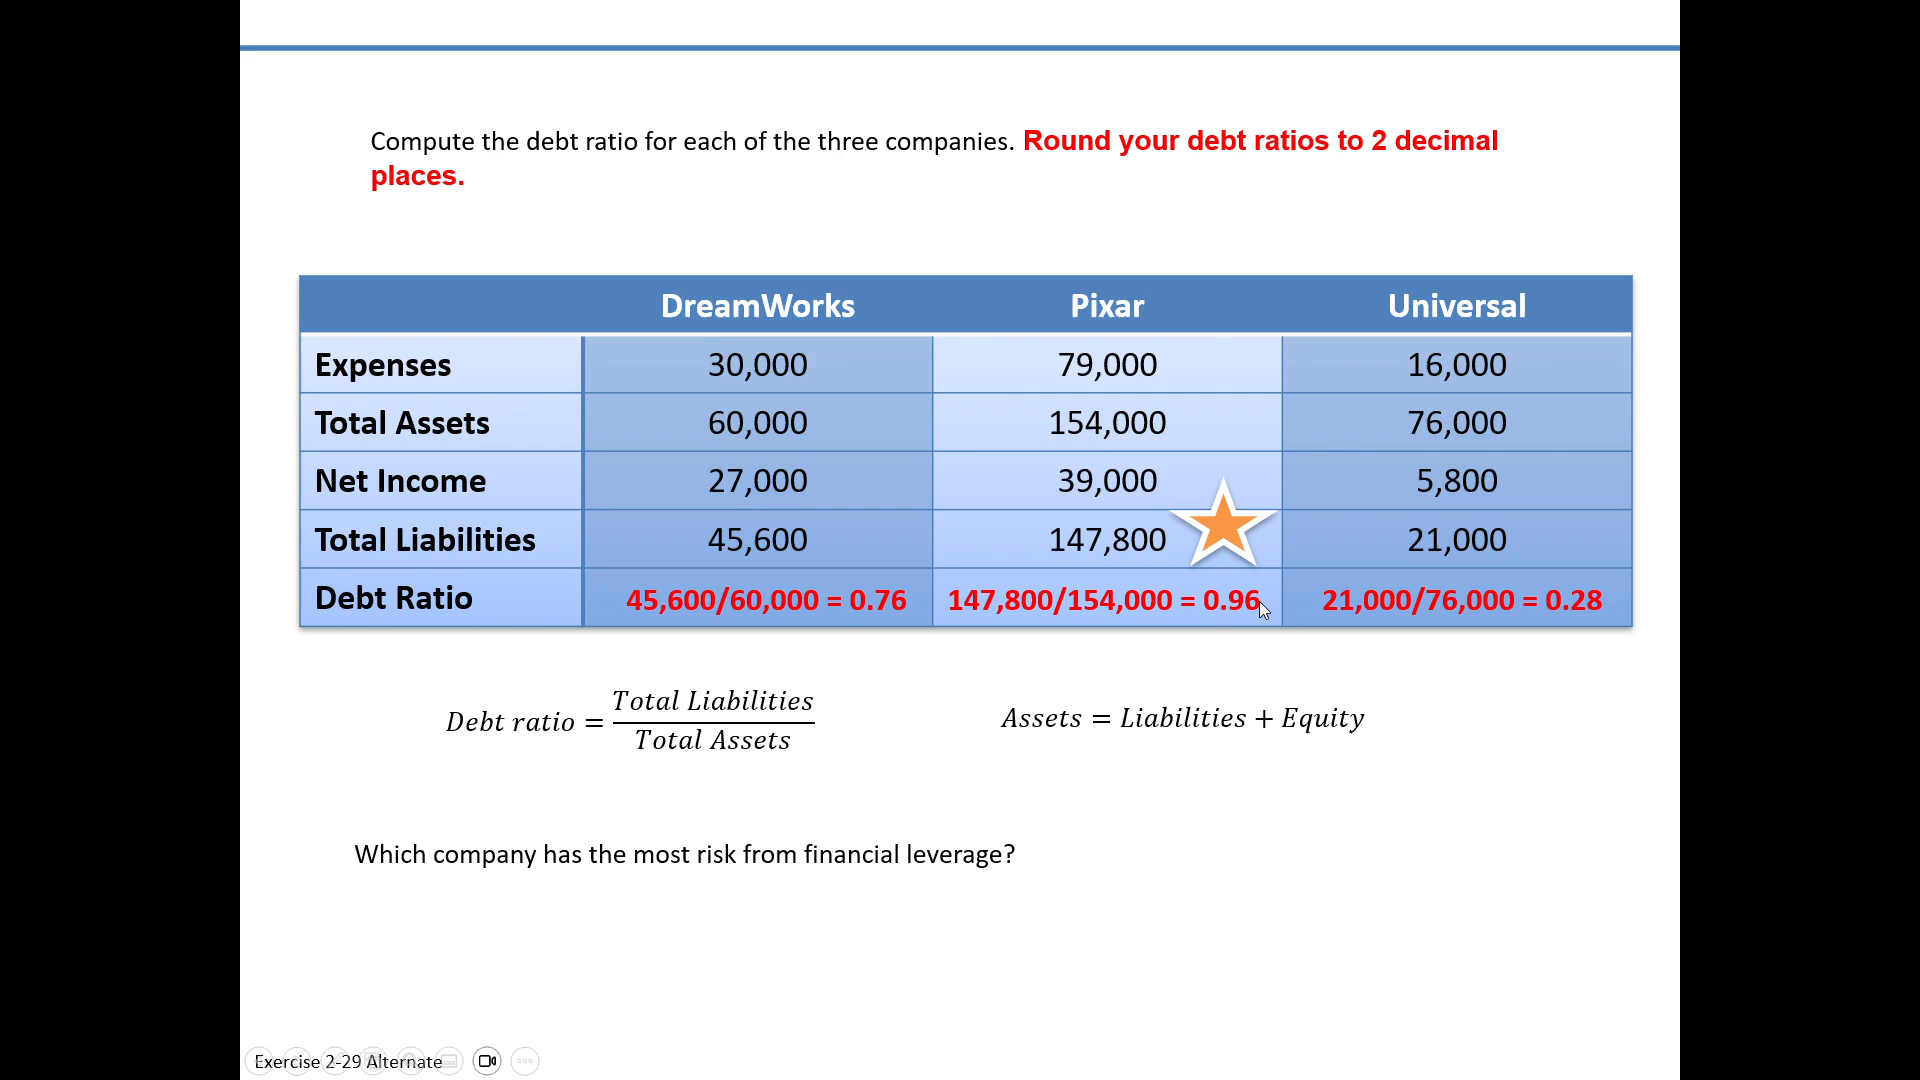 Compute the debt ratio for each of the three companies. Round your debt ratios to 2 decimal
places.
DreamWorks Pixar Universal
Expenses 30,000 79,000 16,000
Total Assets 60,000 154,000 76,000
Net Income 27,000 39,000 5,800
Total Liabilities 45,600 147,800 21,000
Debt Ratio 45,600/60,000 = 0.76 147,800/154,000 = 0.96 21,000/76,000 = 0.28
Debt ratio = Total Liabilities / Total Assets
Assets = Liabilities + Equity
Which company has the most risk from financial leverage?
Exercise 2-29 Alternate